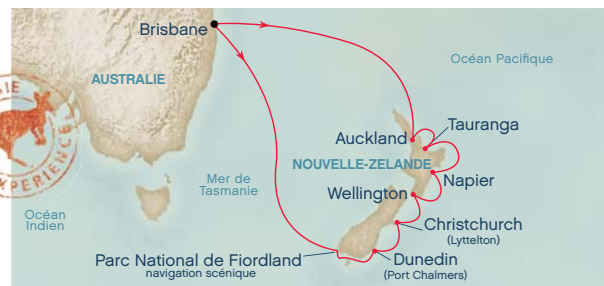 Brisbane
AUSTRALIE
Océan Pacifique
Auckland
Tauranga
NOUVELLE-ZELANDE
Napier
Mer de
Tasmanie
Wellington
Océan
Indien
Christchurch
(Lyttelton)
Parc National de Fiordland
navigation scénique
Dunedin
(Port Chalmers)